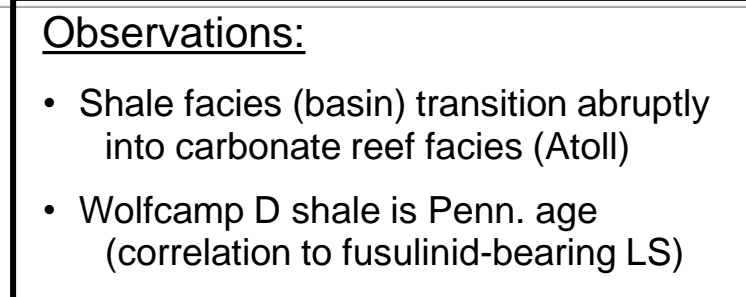 Observations:
• Shale facies (basin) transition abruptly
into carbonate reef facies (Atoll)
• Wolfcamp D shale is Penn. age
(correlation to fusulinid-bearing LS)